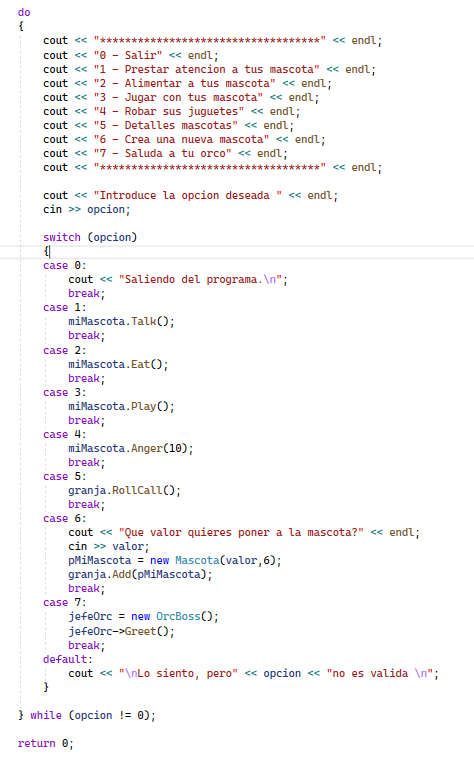 do
{
    cout << "***********************************" << endl;
    cout << "0 - Salir" << endl;
    cout << "1 - Prestar atencion a tus mascota" << endl;
    cout << "2 - Alimentar a tus mascota" << endl;
    cout << "3 - Jugar con tus mascota" << endl;
    cout << "4 - Robar sus juguetes" << endl;
    cout << "5 - Detalles mascotas" << endl;
    cout << "6 - Crea una nueva mascota" << endl;
    cout << "7 - Saluda a tu orco" << endl;
    cout << "***********************************" << endl;

    cout << "Introduce la opcion deseada " << endl;
    cin >> opcion;

    switch (opcion)
    {
    case 0:
        cout << "Saliendo del programa.\n";
        break;
    case 1:
        miMascota.Talk();
        break;
    case 2:
        miMascota.Eat();
        break;
    case 3:
        miMascota.Play();
        break;
    case 4:
        miMascota.Anger(10);
        break;
    case 5:
        granja.RollCall();
        break;
    case 6:
        cout << "Que valor quieres poner a la mascota?" << endl;
        cin >> valor;
        pMiMascota = new Mascota(valor,6);
        granja.Add(pMiMascota);
        break;
    case 7:
        jefeOrc = new OrcBoss();
        jefeOrc->Greet();
        break;
    default:
        cout << "\nLo siento, pero" << opcion << "no es valida \n";
    }

} while (opcion != 0);

return 0;